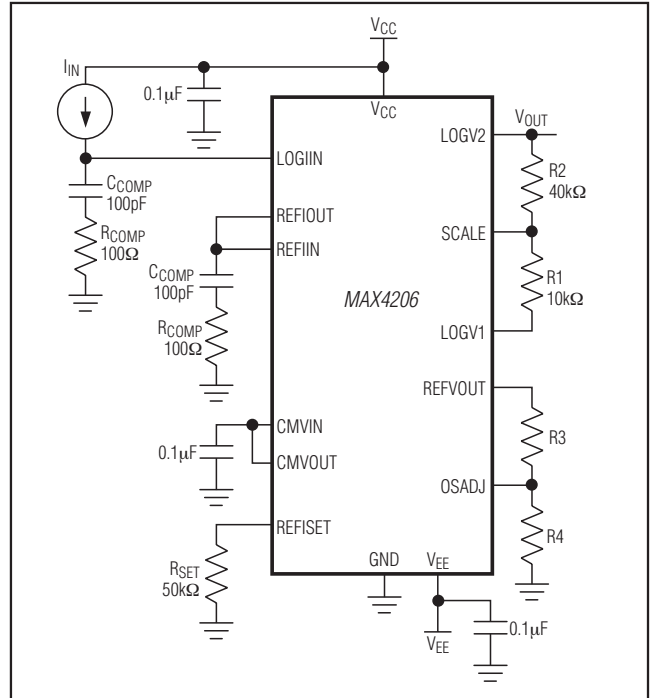 VCC
IIN
0.1µF
VCC
LOGV2
VOUT
LOGIIN
R2
40kΩ
CCOMP
100pF
REFIOUT
SCALE
RCOMP
100Ω
REFIIN
CCOMP
100pF
MAX4206
R1
10kΩ
RCOMP
100Ω
LOGV1
REFVOUT
CMVIN
R3
0.1µF
CMVOUT
OSADJ
REFISET
R4
RSET
50kΩ
GND
VEE
0.1µF
VEE